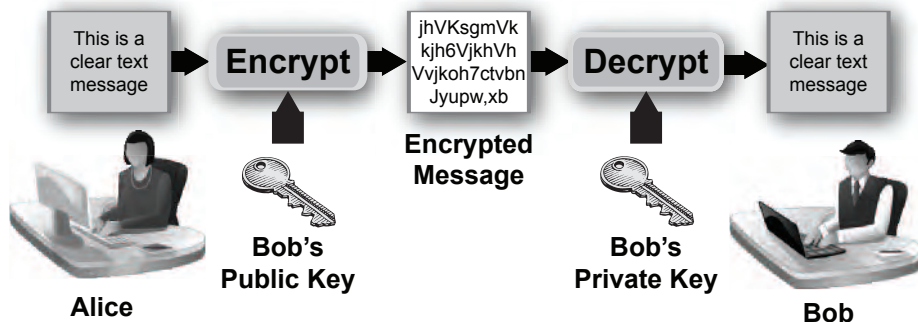 This is a
clear text
message
Encrypt
jhVKsgmVk
kjh6VjkhVh
Vvjkoh7ctvbn
Jyupw,xb
Decrypt
This is a
clear text
message
Encrypted
Message
Bob's
Public Key
Bob's
Private Key
Alice
Bob